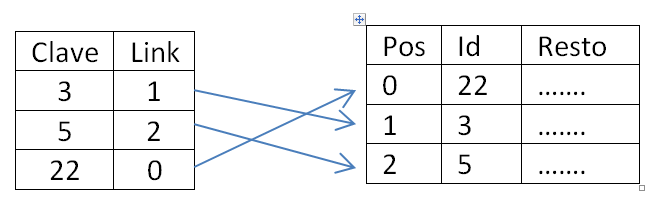 Clave Link
3 1
5 2
22 0
Pos Id Resto
0 22 .......
1 3 .......
2 5 .......